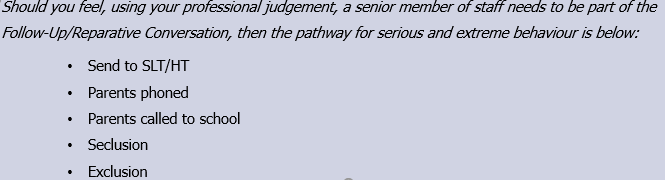 Should you feel, using your professional judgement, a senior member of staff needs to be part of the
Follow-Up/Reparative Conversation, then the pathway for serious and extreme behaviour is below:
• Send to SLT/HT
• Parents phoned
• Parents called to school
• Seclusion
• Exclusion